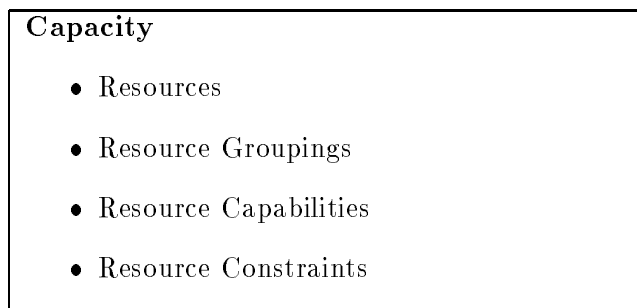 Capacity
• Resources
• Resource Groupings
• Resource Capabilities
• Resource Constraints